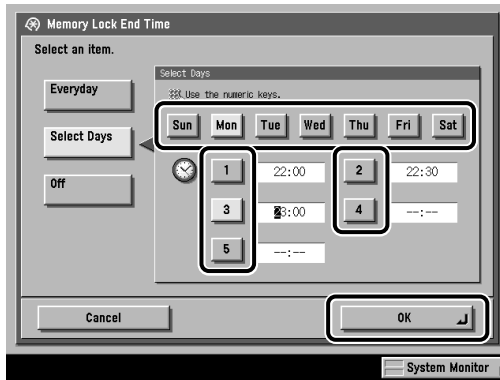 Memory Lock End Time
Select an item.
Everyday
Select Days
Off
Select Days
Use the numeric keys.
Sun Mon Tue Wed Thu Fri Sat
1 22:00 2 22:30
3 23:00 4 --:--
5 --:--
Cancel OK
System Monitor